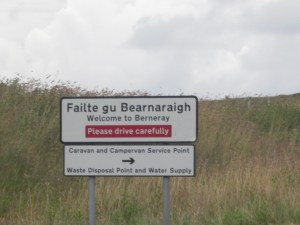 Failte gu Bearnaraigh
Welcome to Berneray
Please drive carefully
Caravan and Campervan Service Point
Waste Disposal Point and Water Supply